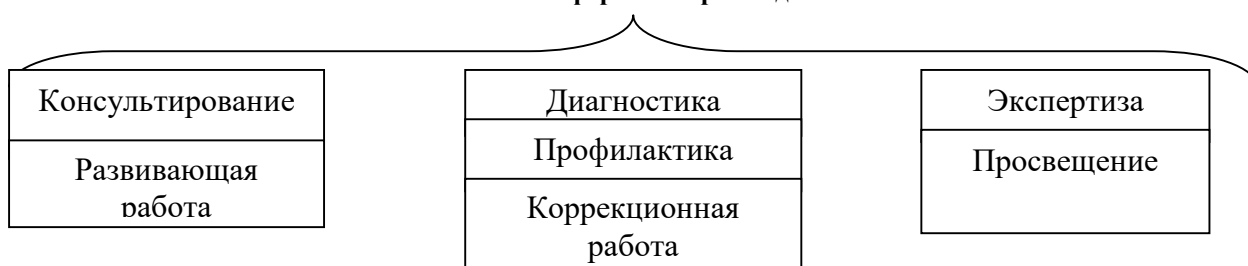 Консультирование
Развивающая
работа
Диагностика
Профилактика
Коррекционная
работа
Экспертиза
Просвещение